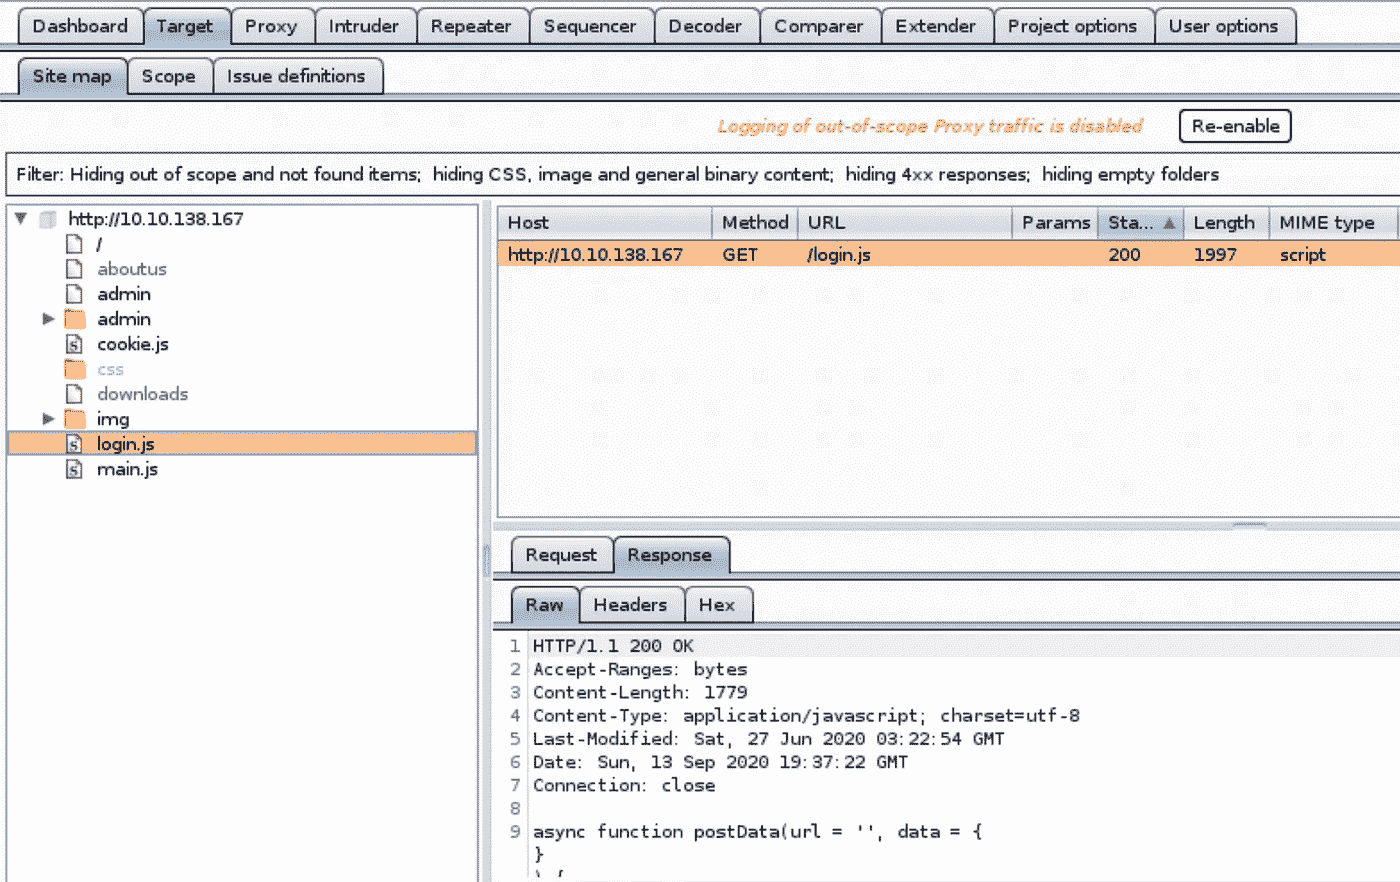 Dashboard Target Proxy Intruder Repeater Sequencer Decoder Comparer Extender Project options User options
Site map Scope Issue definitions
Logging of out-of-scope Proxy traffic is disabled Re-enable
Filter: Hiding out of scope and not found items; hiding CSS, image and general binary content; hiding 4xx responses; hiding empty folders
http://10.10.138.167
/
aboutus
admin
admin
cookie.js
css
downloads
img
login.js
main.js
Host Method URL Params Sta... Length MIME type
http://10.10.138.167 GET /login.js 200 1997 script
Request Response
Raw Headers Hex
1 HTTP/1.1 200 OK
2 Accept-Ranges: bytes
3 Content-Length: 1779
4 Content-Type: application/javascript; charset=utf-8
5 Last-Modified: Sat, 27 Jun 2020 03:22:54 GMT
6 Date: Sun, 13 Sep 2020 19:37:22 GMT
7 Connection: close
8
9 async function postData(url = '', data = {
}
) {